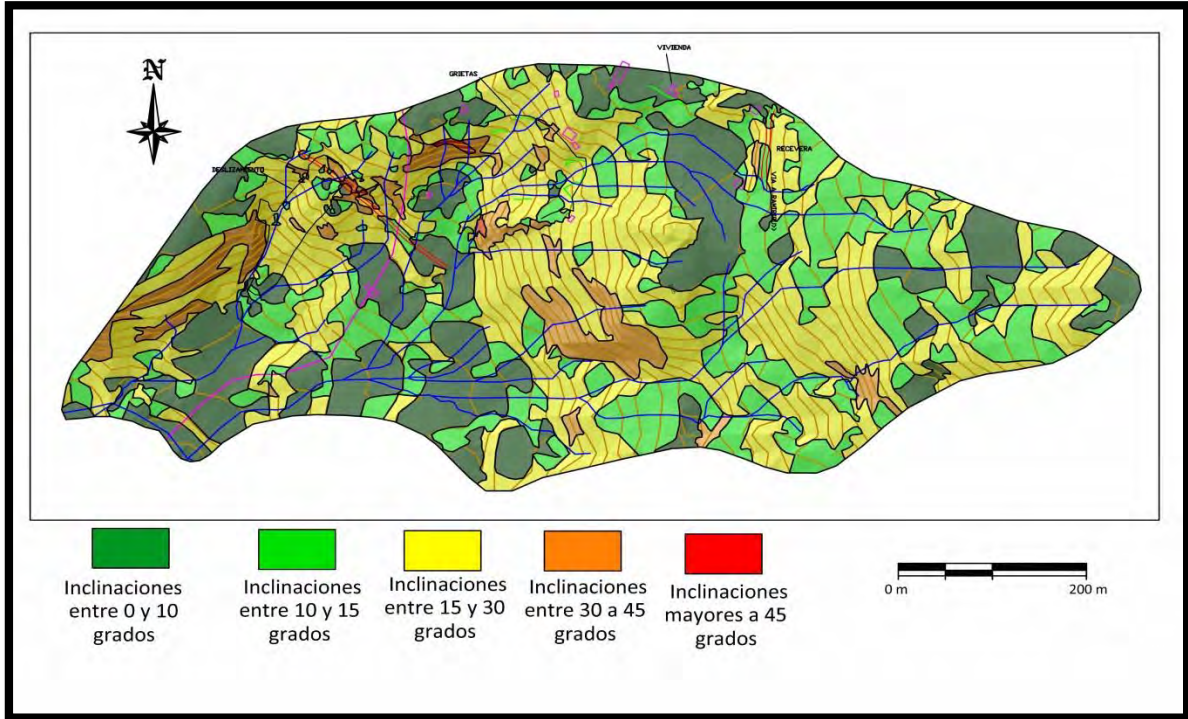 VIVIENDA
N
GRIETAS
RECEVERA
DESLIZAMIENTO
Inclinaciones
entre 0 y 10
grados
Inclinaciones
entre 10 y 15
grados
Inclinaciones
entre 15 y 30
grados
Inclinaciones
entre 30 a 45
grados
Inclinaciones
mayores a 45
grados
0 m
200 m